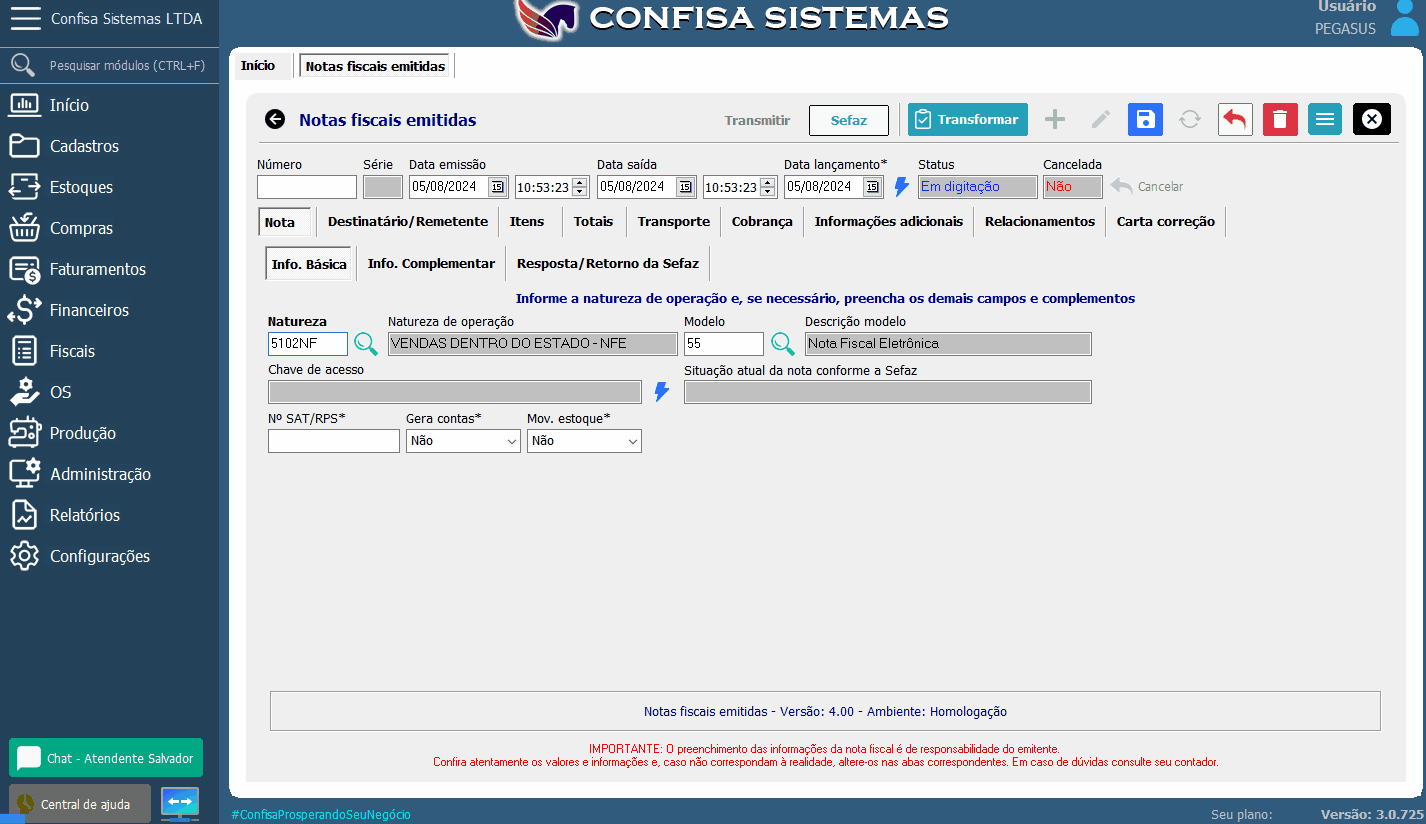 Confisa Sistemas LTDA
CONFISA SISTEMAS
Usuário
PEGASUS
Pesquisar módulos (CTRL+F)
Início
Cadastros
Estoques
Compras
Faturamentos
Financeiros
Fiscais
OS
Produção
Administração
Relatórios
Configurações
Chat - Atendente Salvador
Central de ajuda
Início
Notas fiscais emitidas
Notas fiscais emitidas
Transmitir
Sefaz
Transformar
Número
Série
Data emissão
Data saída
Data lançamento*
Status
Cancelada
05/08/2024
15
10:53:23
05/08/2024
15
10:53:23
05/08/2024
15
Em digitação
Não
Cancelar
Nota
Destinatário/Remetente
Itens
Totais
Transporte
Cobrança
Informações adicionais
Relacionamentos
Carta correção
Info. Básica
Info. Complementar
Resposta/Retorno da Sefaz
Informe a natureza de operação e, se necessário, preencha os demais campos e complementos
Natureza
Natureza de operação
Modelo
Descrição modelo
5102NF
VENDAS DENTRO DO ESTADO - NFE
55
Nota Fiscal Eletrônica
Chave de acesso
Situação atual da nota conforme a Sefaz
Nº SAT/RPS*
Gera contas*
Mov. estoque*
Não
Não
Notas fiscais emitidas - Versão: 4.00 - Ambiente: Homologação
IMPORTANTE: O preenchimento das informações da nota fiscal é de responsabilidade do emitente.
Confira atentamente os valores e informações e, caso não correspondam à realidade, altere-os nas abas correspondentes. Em caso de dúvidas consulte seu contador.
#ConfisaProsperandoSeuNegócio
Seu plano:
Versão: 3.0.725